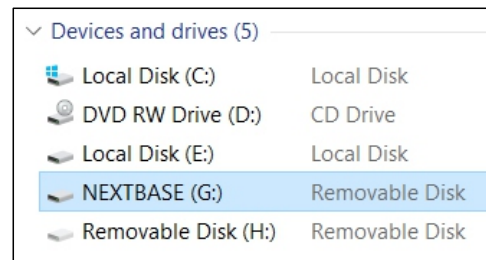 Devices and drives (5)
Local Disk (C:) Local Disk
DVD RW Drive (D:) CD Drive
Local Disk (E:) Local Disk
NEXTBASE (G:) Removable Disk
Removable Disk (H:) Removable Disk